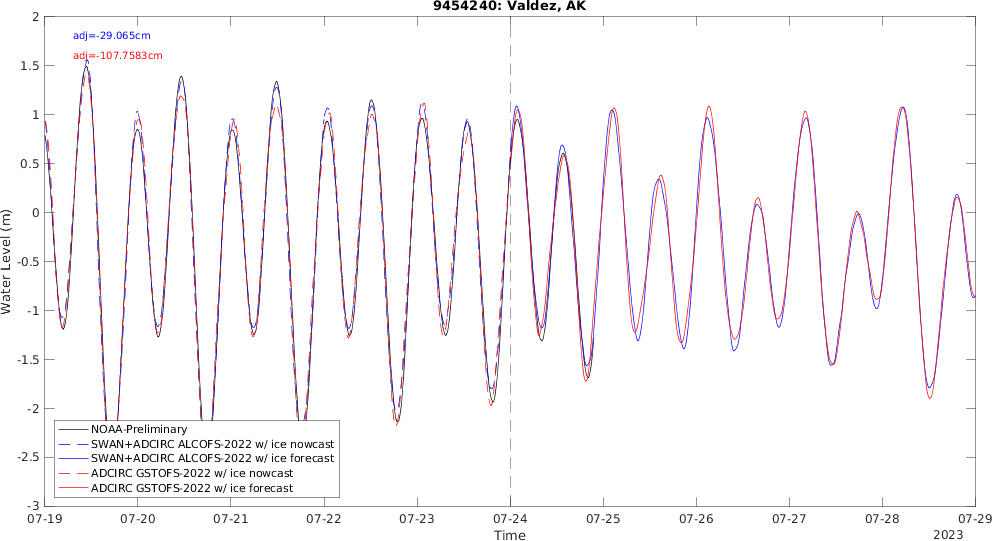 9454240: Valdez, AK
adj=-29.065cm
adj=-107.7583cm
2
1.5
1
0.5
0
-0.5
-1
-1.5
-2
-2.5
-3
Water Level (m)
NOAA-Preliminary
SWAN+ADCIRC ALCOFS-2022 w/ ice nowcast
SWAN+ADCIRC ALCOFS-2022 w/ ice forecast
ADCIRC GSTOFS-2022 w/ ice nowcast
ADCIRC GSTOFS-2022 w/ ice forecast
07-19 07-20 07-21 07-22 07-23 07-24 07-25 07-26 07-27 07-28 07-29
Time
2023